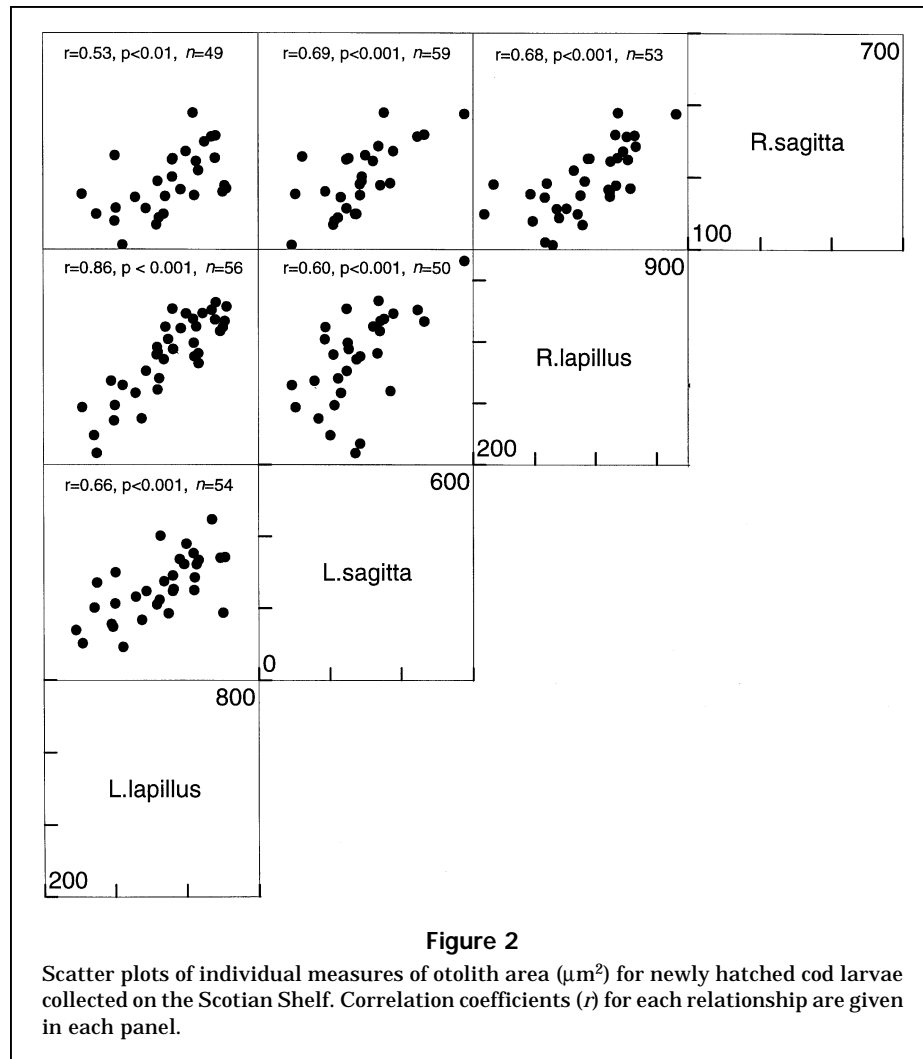 r=0.53, p<0.01, n=49
r=0.69, p<0.001, n=59
r=0.68, p<0.001, n=53
700
R.sagitta
100
r=0.86, p < 0.001, n=56
r=0.60, p<0.001, n=50
900
R.lapillus
200
r=0.66, p<0.001, n=54
600
L.sagitta
0
800
L.lapillus
200
Figure 2
Scatter plots of individual measures of otolith area (µm²) for newly hatched cod larvae
collected on the Scotian Shelf. Correlation coefficients (r) for each relationship are given
in each panel.